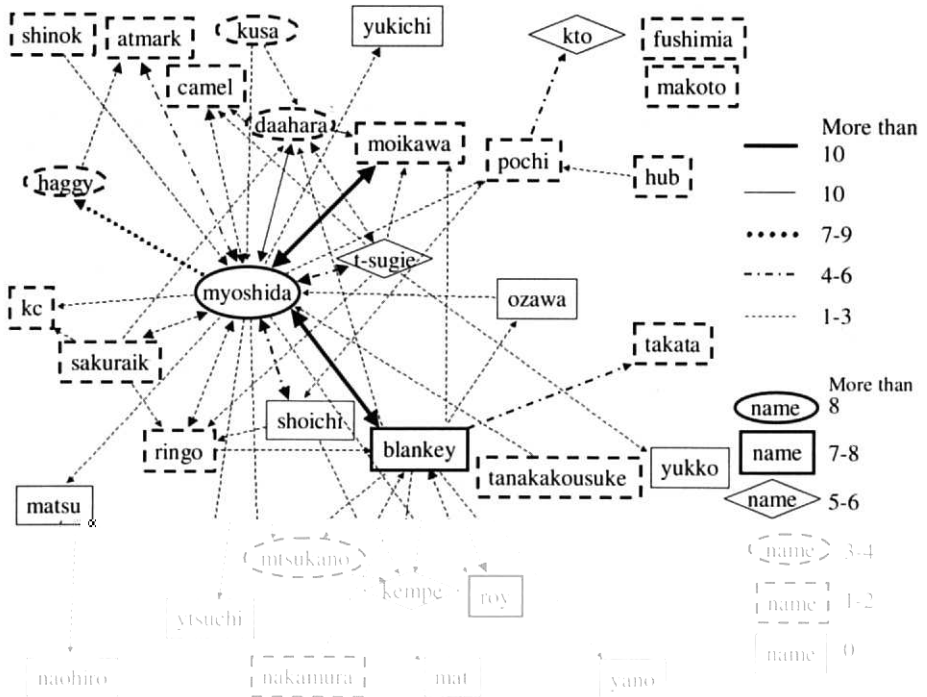 shinok
atmark
kusa
yukichi
kto
fushimia
camel
makoto
daahara
moikawa
More than
10
pochi
hub
haggy
10
7-9
t-sugie
4-6
myoshida
ozawa
kc
1-3
takata
sakuraik
More than
name
8
shoichi
ringo
blankey
name
7-8
tanakakousuke
yukko
matsu
name
5-6
mtsukano
name
3-4
kempe
roy
name
1-2
ytsuchi
name
0
naohiro
nakamura
mat
yano